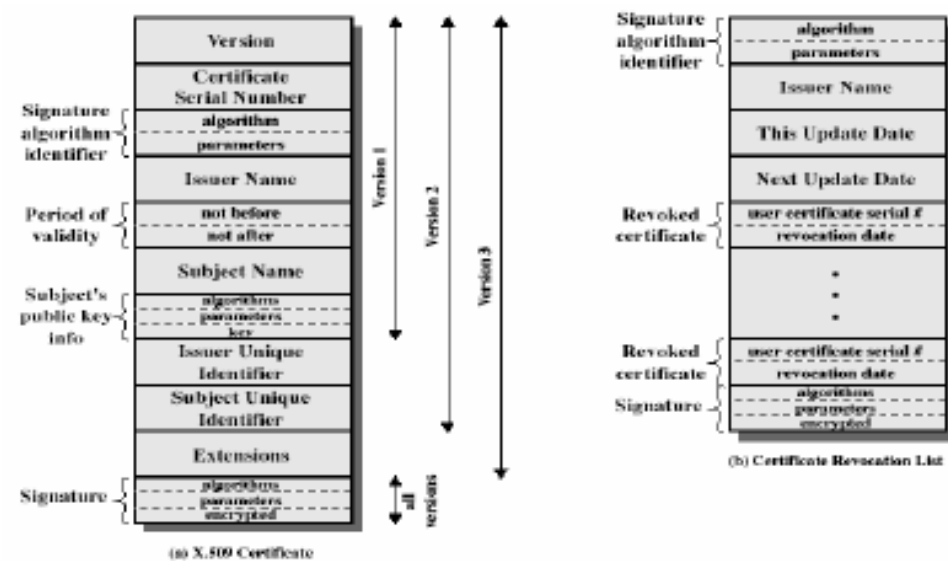 Version
Certificate
Serial Number
Signature
algorithm
identifier
algorithm
parameters
Issuer Name
Period of
validity
not before
not after
Subject Name
Subject's
public key
info
algorithms
parameters
key
Issuer Unique
Identifier
Subject Unique
Identifier
Extensions
Signature
algorithms
parameters
encrypted
Version 1
Version 2
Version 3
all
versions
(a) X.509 Certificate
Signature
algorithm
identifier
algorithm
parameters
Issuer Name
This Update Date
Next Update Date
Revoked
certificate
user certificate serial #
revocation date
Revoked
certificate
user certificate serial #
revocation date
Signature
algorithms
parameters
encrypted
(b) Certificate Revocation List